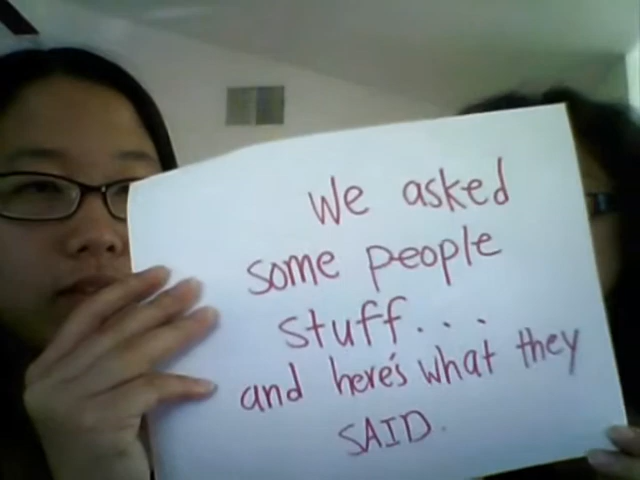 We asked
some people
stuff...
and here's what they
SAID.